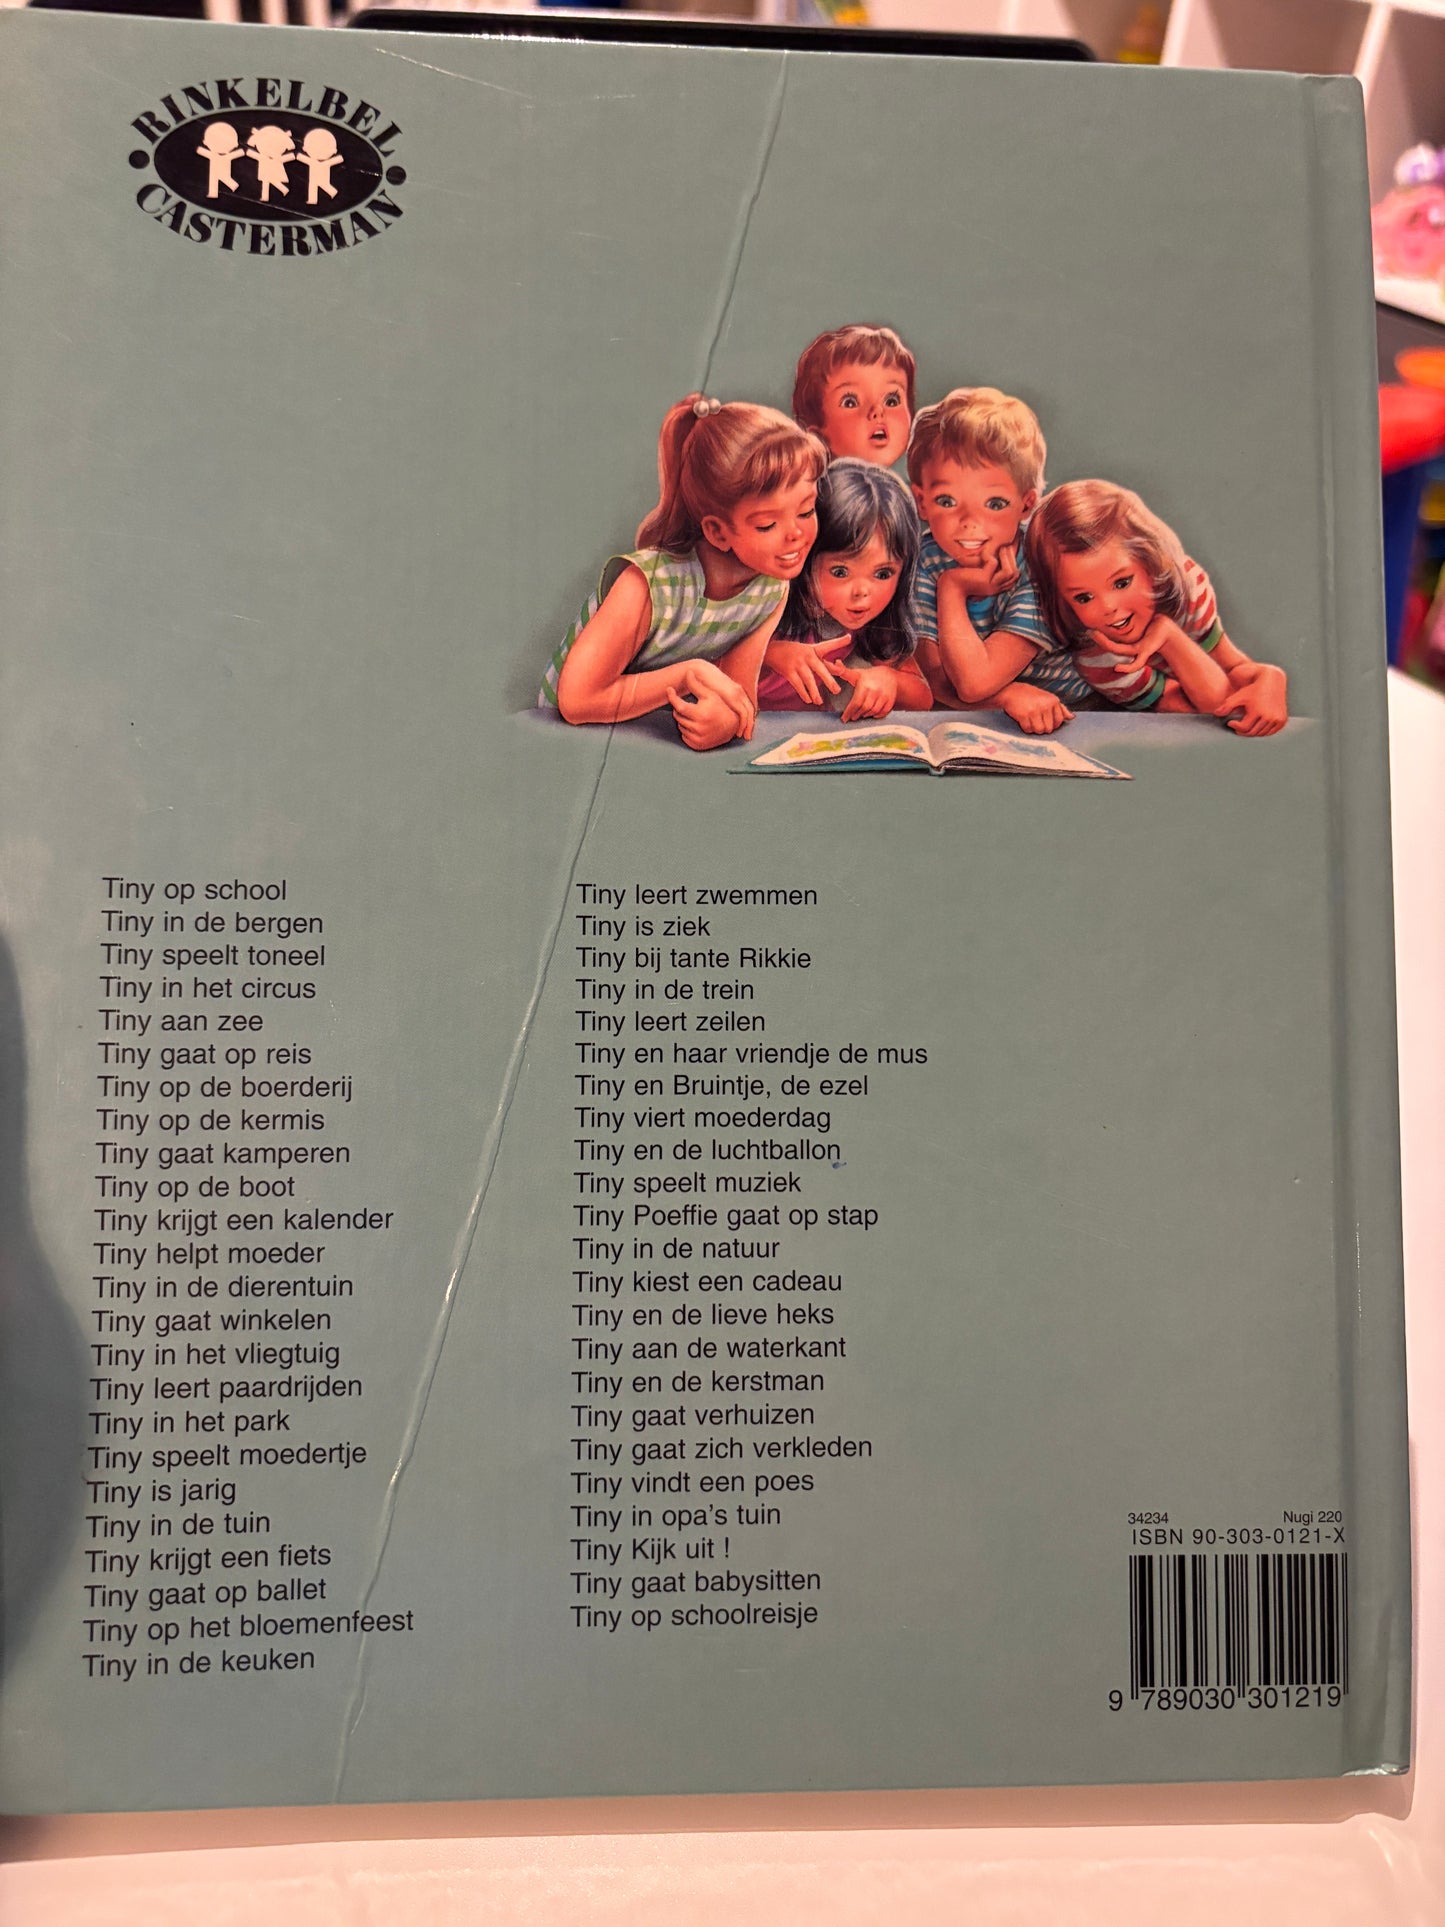 RINKELBEL
CASTERMAN
Tiny op school
Tiny in de bergen
Tiny speelt toneel
Tiny in het circus
Tiny aan zee
Tiny gaat op reis
Tiny op de boerderij
Tiny op de kermis
Tiny gaat kamperen
Tiny op de boot
Tiny krijgt een kalender
Tiny helpt moeder
Tiny in de dierentuin
Tiny gaat winkelen
Tiny in het vliegtuig
Tiny leert paardrijden
Tiny in het park
Tiny speelt moedertje
Tiny is jarig
Tiny in de tuin
Tiny krijgt een fiets
Tiny gaat op ballet
Tiny op het bloemenfeest
Tiny in de keuken
Tiny leert zwemmen
Tiny is ziek
Tiny bij tante Rikkie
Tiny in de trein
Tiny leert zeilen
Tiny en haar vriendje de mus
Tiny en Bruintje, de ezel
Tiny viert moederdag
Tiny en de luchtballon
Tiny speelt muziek
Tiny Poeffie gaat op stap
Tiny in de natuur
Tiny kiest een cadeau
Tiny en de lieve heks
Tiny aan de waterkant
Tiny en de kerstman
Tiny gaat verhuizen
Tiny gaat zich verkleden
Tiny vindt een poes
Tiny in opa's tuin
Tiny Kijk uit !
Tiny gaat babysitten
Tiny op schoolreisje
34234 Nugi 220
ISBN 90-303-0121-X
9 789030 301219